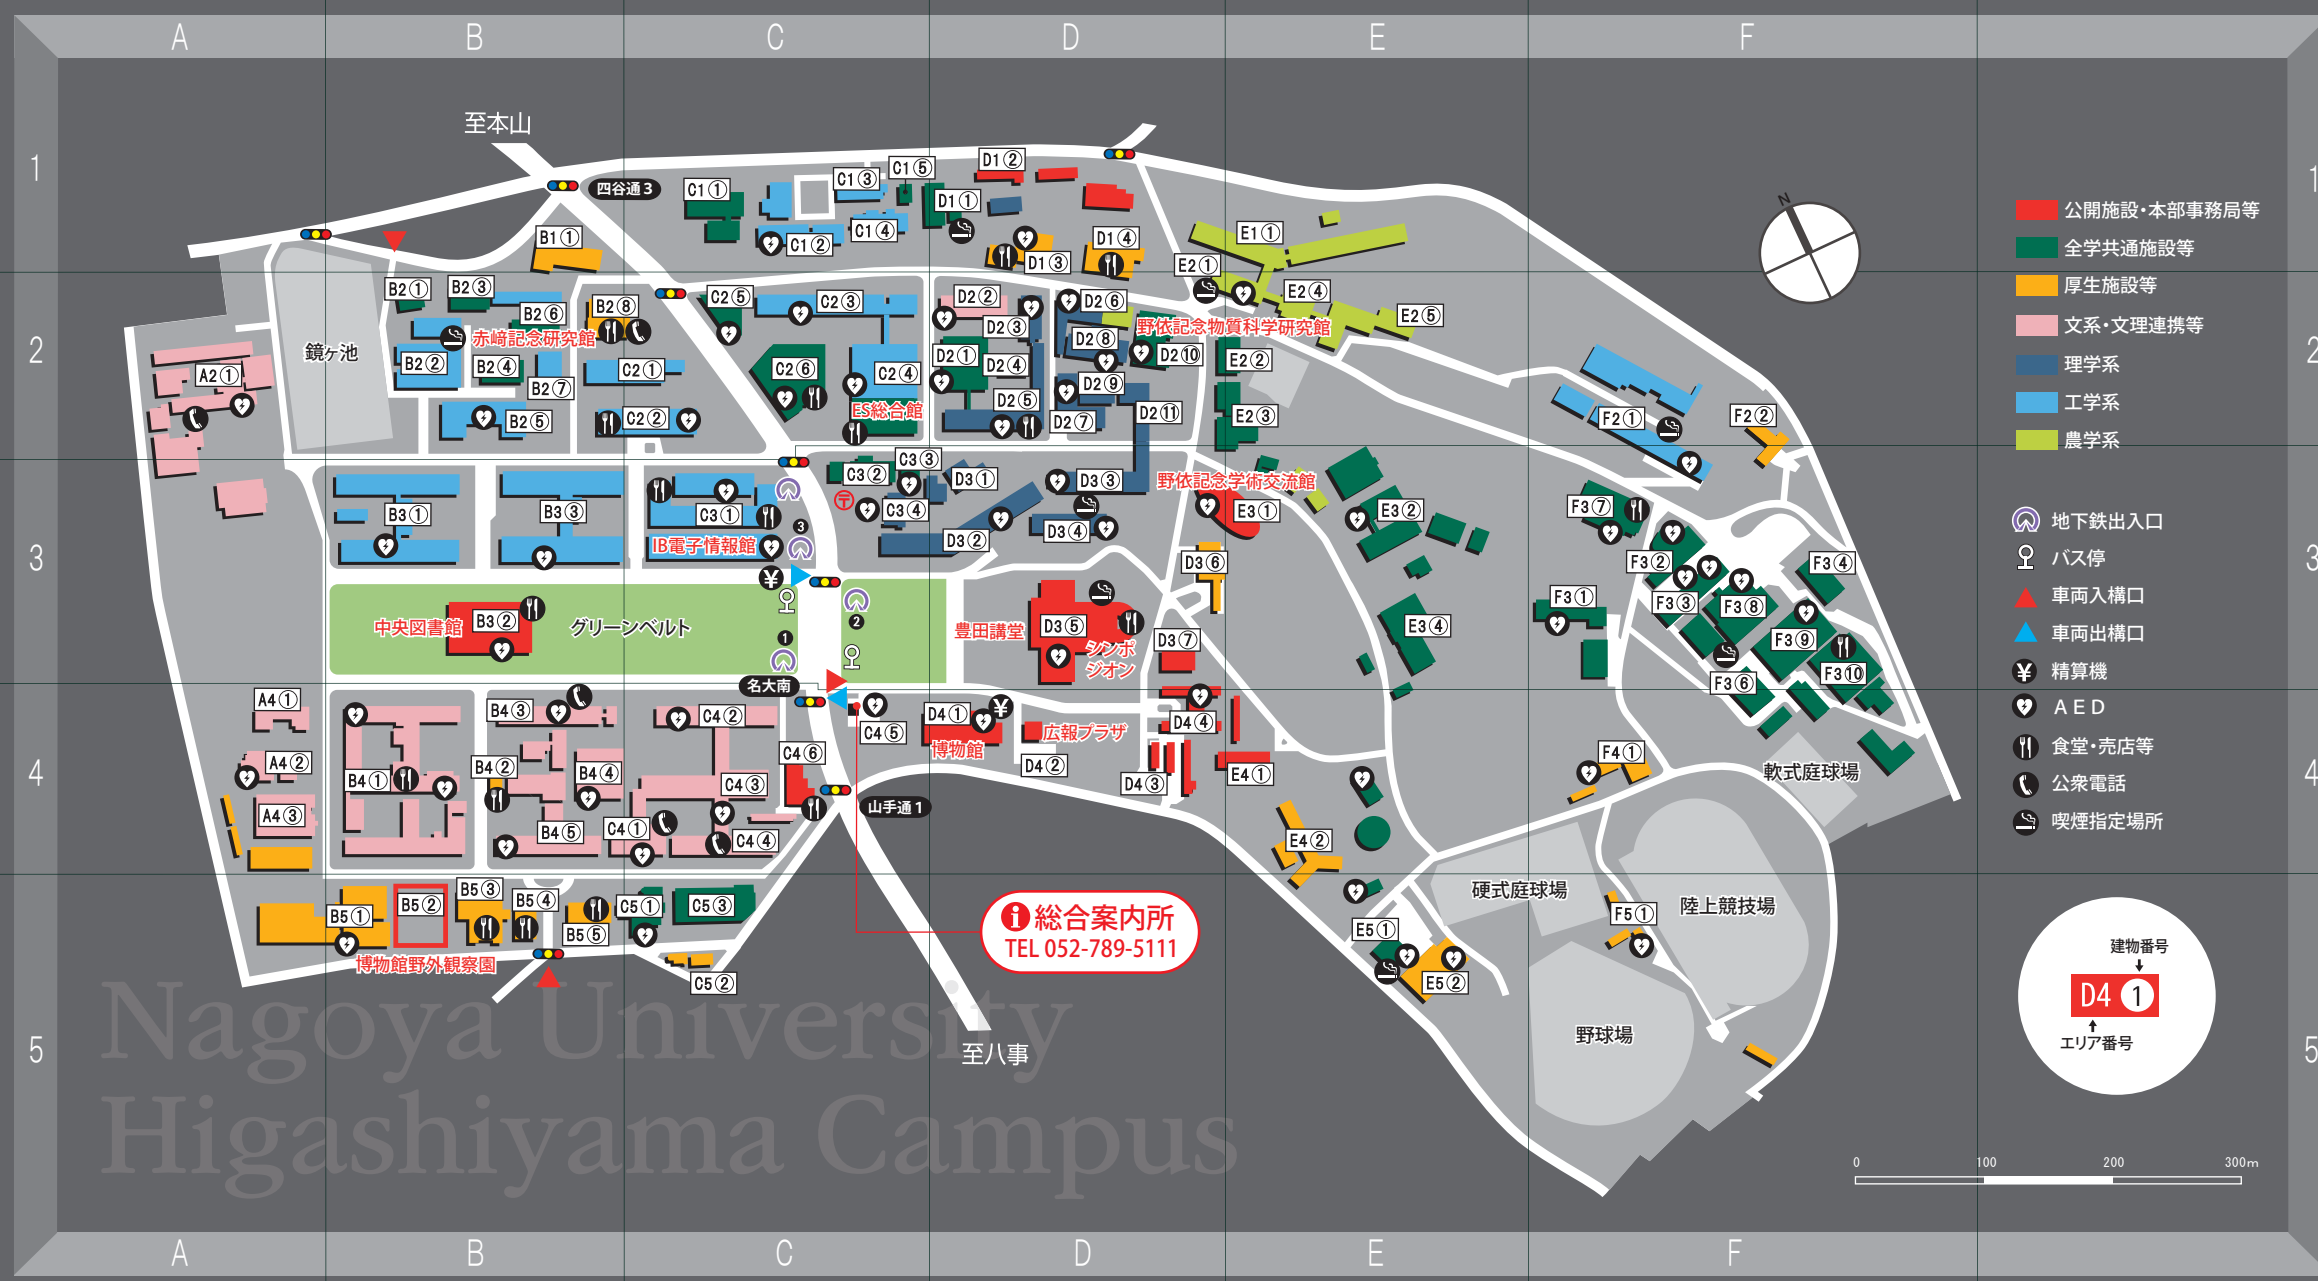 A B C D E F
1
至本山
四谷通3
C1① C1③ C1⑤ D1② D1①
B1① C1② C1④ D1③ D1④ E1①
N
2
B2① B2③ B2⑥ B2⑧ C2⑤ C2③ D2② D2⑥ E2① E2④ E2⑤
赤﨑記念研究館
野依記念物質科学研究館
鏡ヶ池
A2① B2② B2④ B2⑦ C2① C2⑥ C2④ D2① D2③ D2④ D2⑧ D2⑩ E2②
ES総合館
B2⑤ C2② D2⑤ D2⑨ D2⑦ D2⑪ E2③ F2① F2②
3
B3① B3③ C3① C3② C3③ C3④ D3① D3② D3③ D3④
野依記念学術交流館
E3① E3② F3⑦
IB電子情報館
3
D3⑥ F3② F3④
中央図書館
B3②
グリーンベルト
1
2
豊田講堂
D3⑤
シンポ
ジオン
D3⑦ E3④ F3① F3③ F3⑧ F3⑨ F3⑩ F3⑥
名大南
4
A4① A4② A4③
B4① B4② B4③ B4④ B4⑤
C4① C4② C4③ C4④ C4⑤ C4⑥
D4①
博物館
広報プラザ
D4② D4③ D4④ E4① F4①
軟式庭球場
山手通1
E4②
硬式庭球場
陸上競技場
B5① B5② B5③ B5④ B5⑤ C5① C5③ E5① F5①
博物館野外観察園
C5② E5②
総合案内所
TEL 052-789-5111
5
至八事
野球場
Nagoya University
Higashiyama Campus
A B C D E F
1
2
3
4
5
公開施設・本部事務局等
全学共通施設等
厚生施設等
文系・文理連携等
理学系
工学系
農学系
地下鉄出入口
バス停
車両入構口
車両出構口
精算機
AED
食堂・売店等
公衆電話
喫煙指定場所
建物番号
D4 1
エリア番号
0 100 200 300m